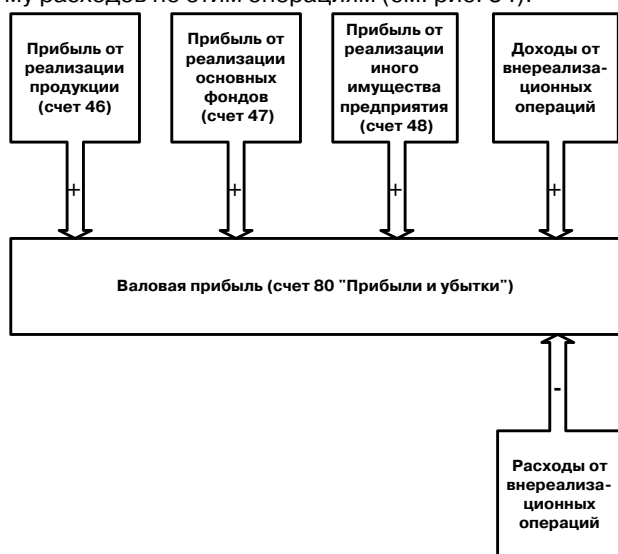 му расходов по этим операциям (см. рис. 34).
Прибыль от
реализации
продукции
(счет 46)
Прибыль от
реализации
основных
фондов
(счет 47)
Прибыль от
реализации
иного
имущества
предприятия
(счет 48)
Доходы от
внереализа-
ционных
операций
+
+
+
+
Валовая прибыль (счет 80 "Прибыли и убытки")
-
Расходы от
внереализа-
ционных
операций